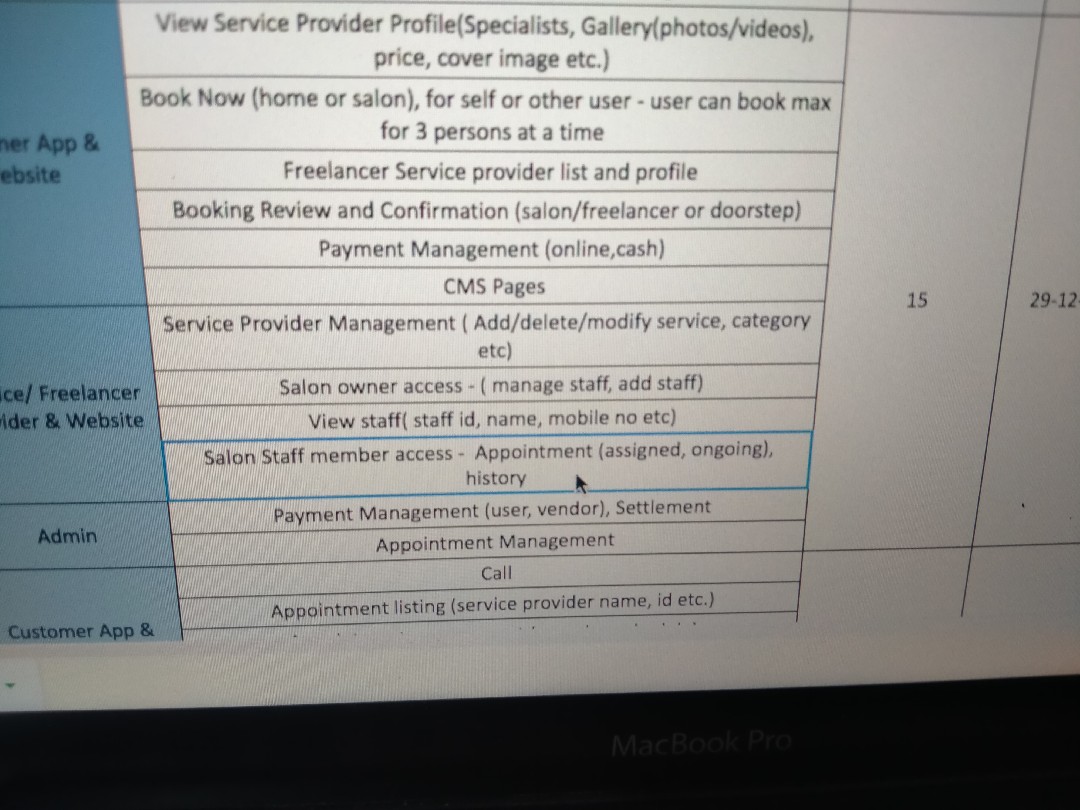 View Service Provider Profile(Specialists, Gallery(photos/videos),
price, cover image etc.)
Book Now (home or salon), for self or other user - user can book max
for 3 persons at a time
Freelancer Service provider list and profile
Booking Review and Confirmation (salon/freelancer or doorstep)
Payment Management (online,cash)
CMS Pages
ner App &
ebsite
Service Provider Management ( Add/delete/modify service, category
etc)
Salon owner access - ( manage staff, add staff)
View staff( staff id, name, mobile no etc)
Salon Staff member access - Appointment (assigned, ongoing),
history
ice/ Freelancer
vider & Website
Payment Management (user, vendor), Settlement
Appointment Management
Admin
15
29-12-
Call
Appointment listing (service provider name, id etc.)
Customer App &
MacBook Pro